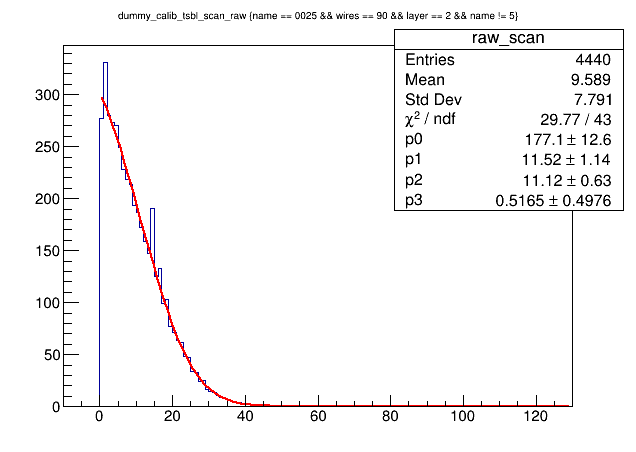 dummy_calib_tsbl_scan_raw {name == 0025 && wires == 90 && layer == 2 && name != 5}
raw_scan
Entries 4440
Mean 9.589
Std Dev 7.791
χ² / ndf 29.77 / 43
p0 177.1 ± 12.6
p1 11.52 ± 1.14
p2 11.12 ± 0.63
p3 0.5165 ± 0.4976
300
250
200
150
100
50
0
0 20 40 60 80 100 120